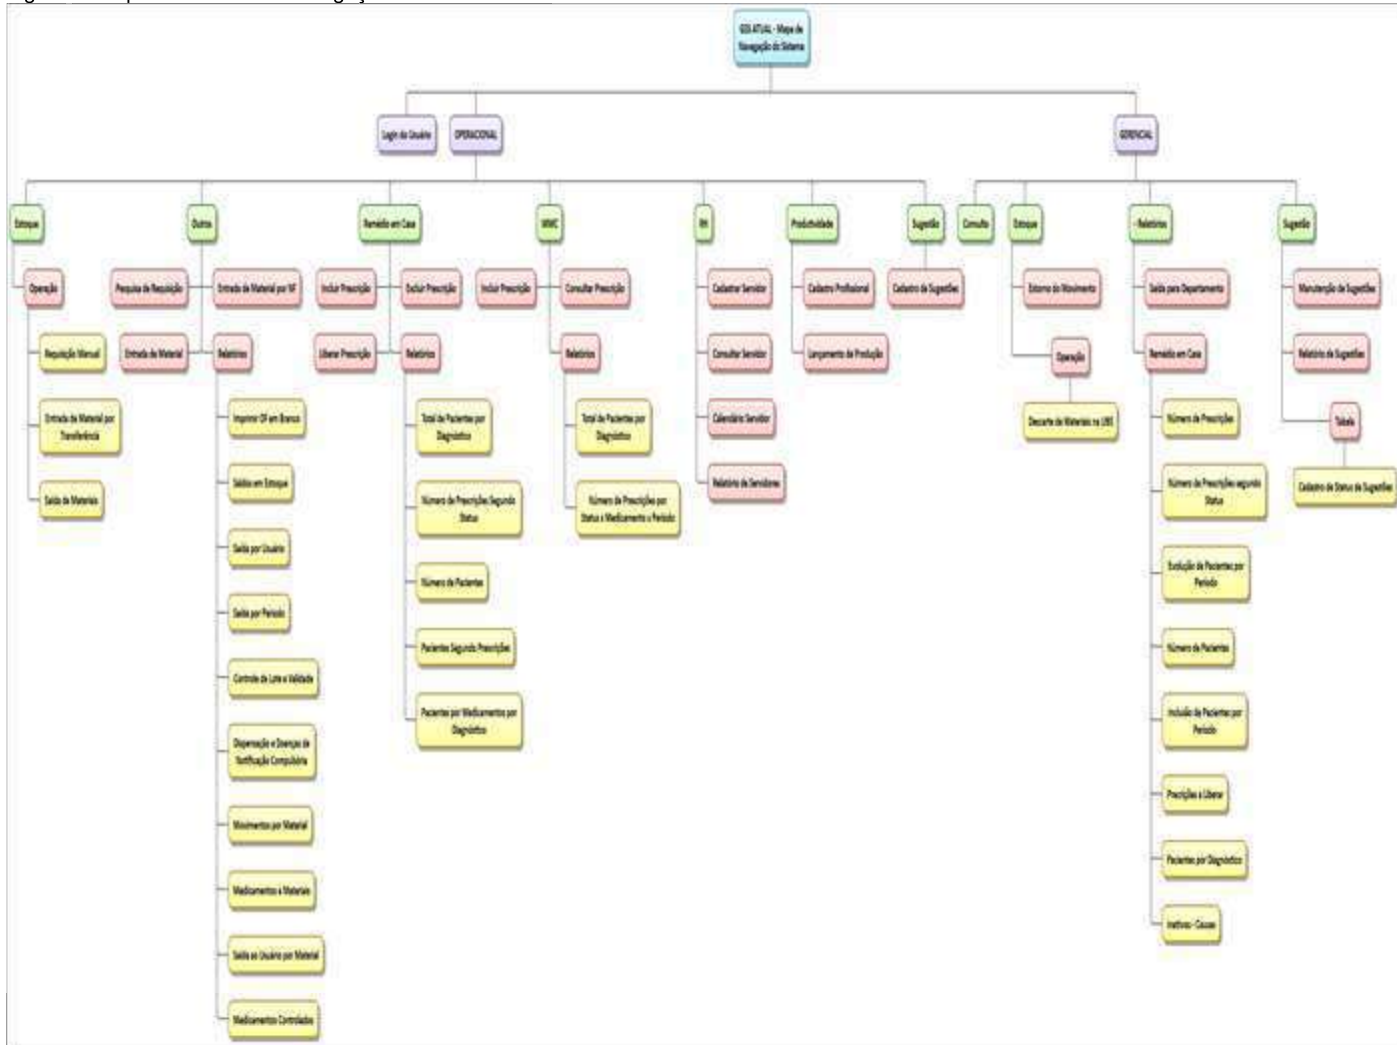 GSS ATUAL - Mapa de
Navegação do Sistema
Login do Usuário
OPERACIONAL
GERENCIAL
Estoque
Outros
Remédio em Casa
MMC
RH
Produtividade
Sugestão
Consulta
Estoque
- Relatórios
Sugestão
Operação
Pesquisa de Requisição
Entrada de Material por NF
Incluir Prescrição
Excluir Prescrição
Incluir Prescrição
Consultar Prescrição
Cadastrar Servidor
Cadastro Profissional
Cadastro de Sugestões
Estorno do Movimento
Saída para Departamento
Manutenção de Sugestões
Requisição Manual
Entrada de Material
Relatórios
Liberar Prescrição
Relatórios
Relatórios
Consultar Servidor
Lançamento de Produção
Operação
Remédio em Casa
Relatório de Sugestões
Entrada de Material por
Transferência
Imprimir DF em Branco
Total de Pacientes por
Diagnóstico
Total de Pacientes por
Diagnóstico
Calendário Servidor
Descarte de Materiais na UBS
Número de Prescrições
Tabela
Saída de Materiais
Saldos em Estoque
Número de Prescrições Segundo
Status
Número de Prescrições por
Status x Medicamento x Período
Relatório de Servidores
Número de Prescrições segundo
Status
Cadastro de Status de Sugestões
Saída por Usuário
Número de Pacientes
Evolução de Pacientes por
Período
Saída por Período
Pacientes Segundo Prescrições
Número de Pacientes
Controle de Lote e Validade
Pacientes por Medicamentos por
Diagnóstico
Inclusão de Pacientes por
Período
Dispensação e Doenças de
Notificação Compulsória
Prescrições a Liberar
Movimentos por Material
Pacientes por Diagnóstico
Medicamentos e Materiais
Inativos - Causas
Saída ao Usuário por Material
Medicamentos Controlados